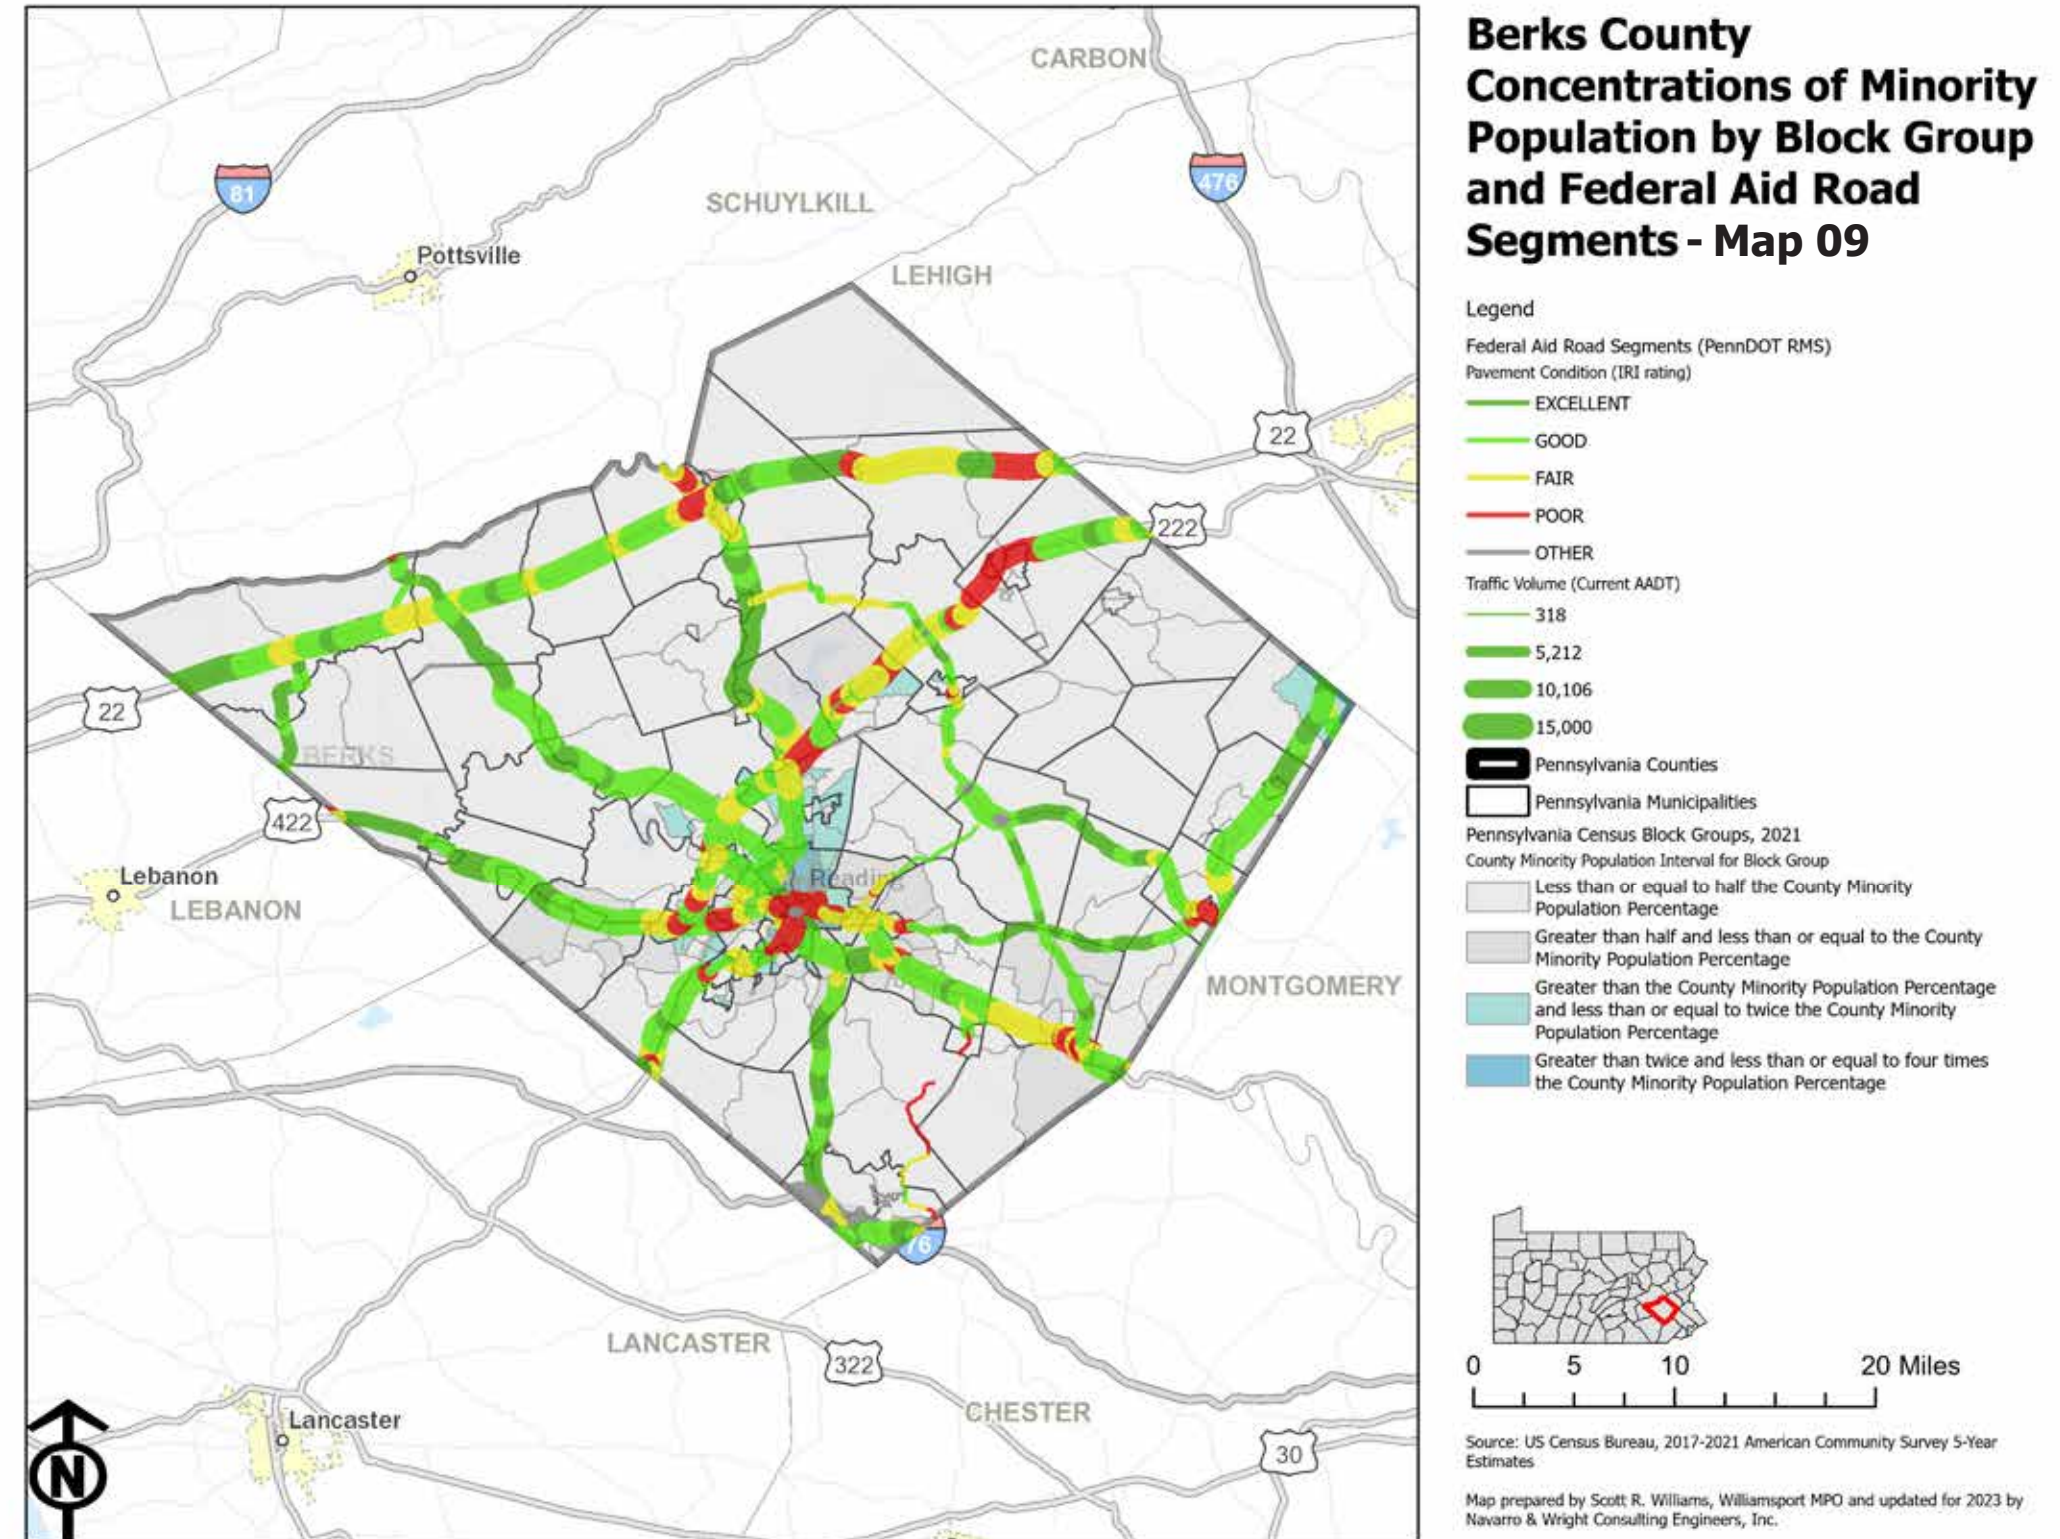 Berks County
Concentrations of Minority
Population by Block Group
and Federal Aid Road
Segments - Map 09
Legend
Federal Aid Road Segments (PennDOT RMS)
Pavement Condition (IRI rating)
EXCELLENT
GOOD
FAIR
POOR
OTHER
Traffic Volume (Current AADT)
318
5,212
10,106
15,000
Pennsylvania Counties
Pennsylvania Municipalities
Pennsylvania Census Block Groups, 2021
County Minority Population Interval for Block Group
Less than or equal to half the County Minority
Population Percentage
Greater than half and less than or equal to the County
Minority Population Percentage
Greater than the County Minority Population Percentage
and less than or equal to twice the County Minority
Population Percentage
Greater than twice and less than or equal to four times
the County Minority Population Percentage
0 5 10 20 Miles
Source: US Census Bureau, 2017-2021 American Community Survey 5-Year
Estimates
Map prepared by Scott R. Williams, Williamsport MPO and updated for 2023 by
Navarro & Wright Consulting Engineers, Inc.
CARBON
81
476
SCHUYLKILL
Pottsville
LEHIGH
22
222
22
BERKS
422
Lebanon
LEBANON
Reading
MONTGOMERY
76
LANCASTER
322
CHESTER
Lancaster
30
N